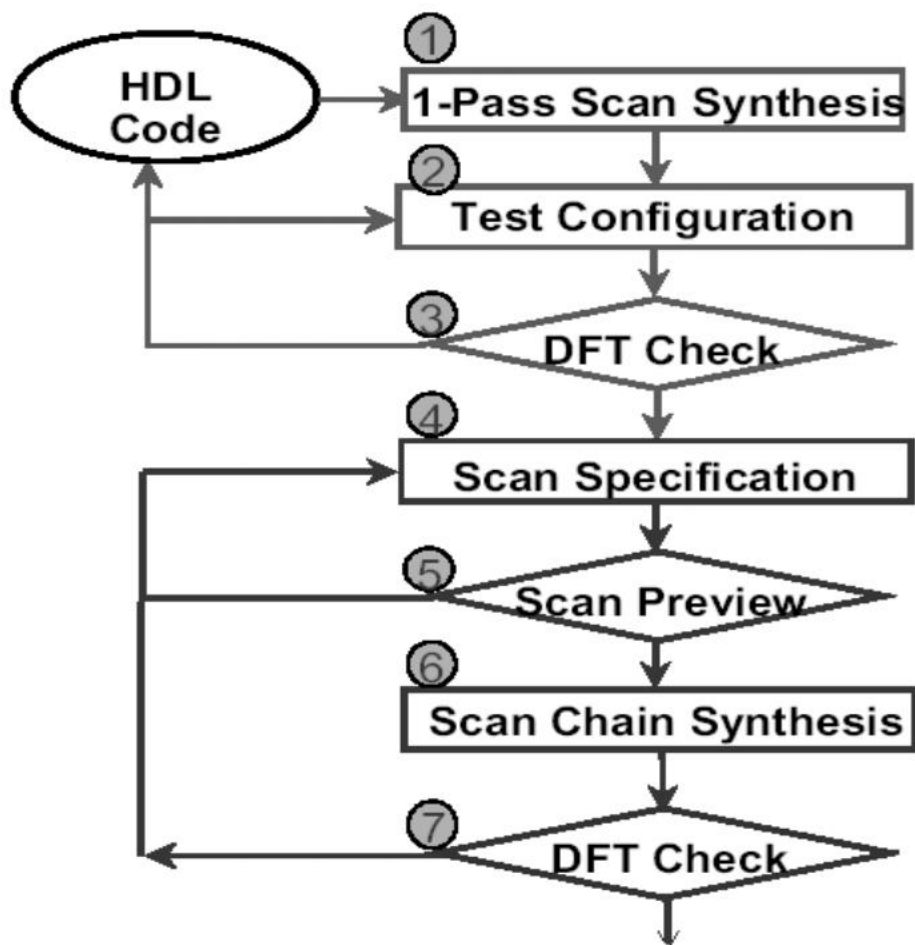 1
HDL
Code
1-Pass Scan Synthesis
2
Test Configuration
3
DFT Check
4
Scan Specification
5
Scan Preview
6
Scan Chain Synthesis
7
DFT Check